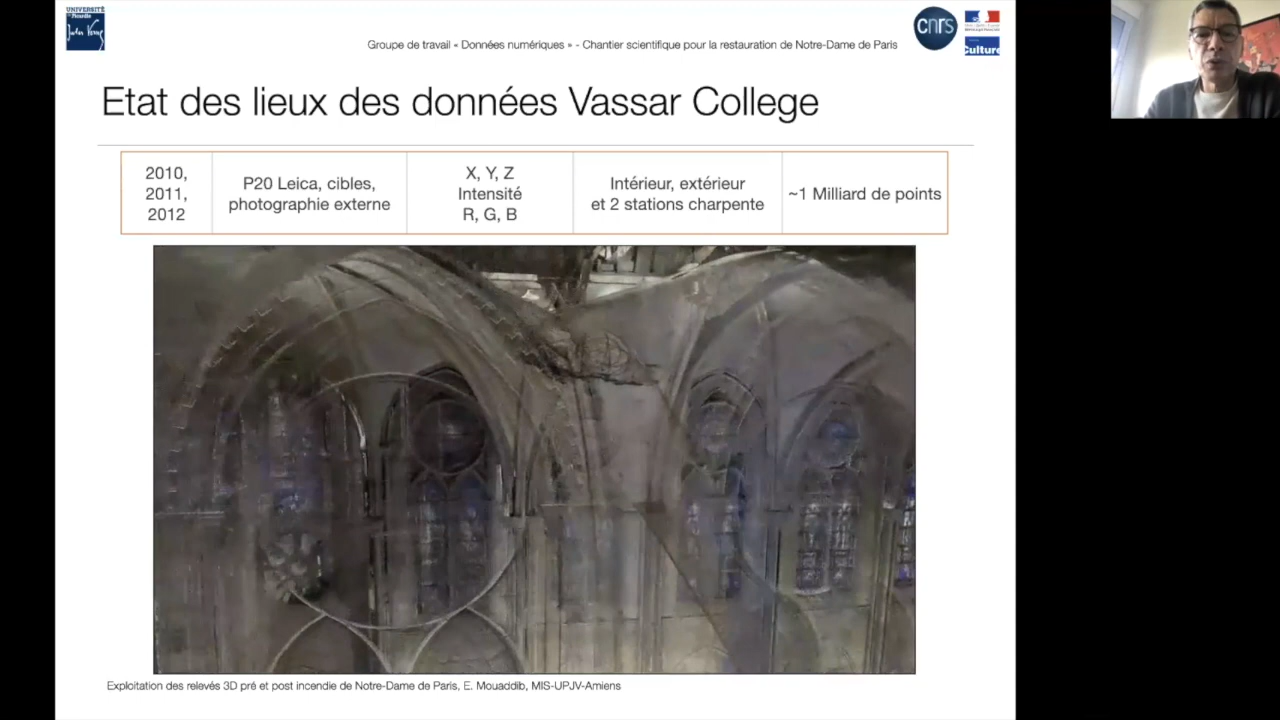 UNIVERSITÉ
de Picardie
Jules Verne
cnrs
Culture
Groupe de travail « Données numériques » - Chantier scientifique pour la restauration de Notre-Dame de Paris
Etat des lieux des données Vassar College
2010,
2011,
2012
P20 Leica, cibles,
photographie externe
X, Y, Z
Intensité
R, G, B
Intérieur, extérieur
et 2 stations charpente
~1 Milliard de points
Exploitation des relevés 3D pré et post incendie de Notre-Dame de Paris, E. Mouaddib, MIS-UPJV-Amiens